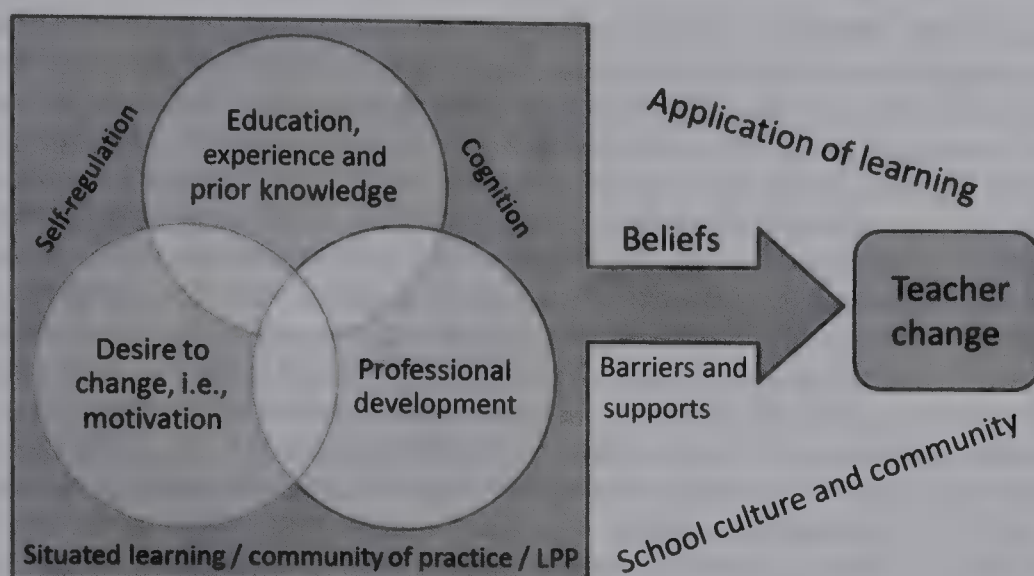 Self-regulation
Education,
experience and
prior knowledge
Cognition
Desire to
change, i.e.,
motivation
Professional
development
Situated learning / community of practice / LPP
Application of learning
Beliefs
Barriers and
supports
Teacher
change
School culture and community